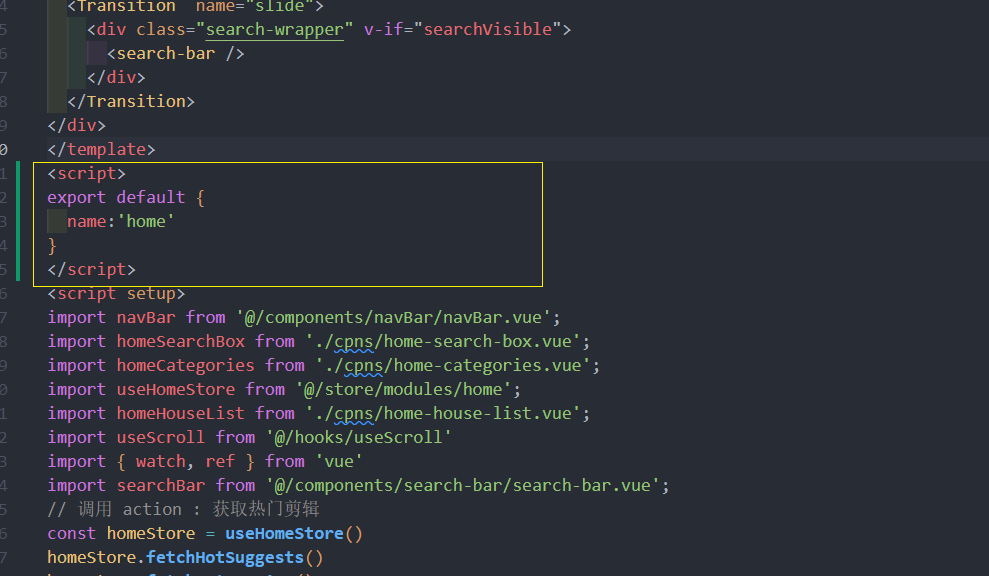 4 <Transition name="slide">
5 <div class="search-wrapper" v-if="searchVisible">
6 <search-bar />
7 </div>
8 </Transition>
9 </div>
0 </template>
1 <script>
2 export default {
3 name:'home'
4 }
5 </script>
6 <script setup>
7 import navBar from '@/components/navBar/navBar.vue';
8 import homeSearchBox from './cpns/home-search-box.vue';
9 import homeCategories from './cpns/home-categories.vue';
0 import useHomeStore from '@/store/modules/home';
1 import homeHouseList from './cpns/home-house-list.vue';
2 import useScroll from '@/hooks/useScroll'
3 import { watch, ref } from 'vue'
4 import searchBar from '@/components/search-bar/search-bar.vue';
5 // 调用 action : 获取热门剪辑
6 const homeStore = useHomeStore()
7 homeStore.fetchHotSuggests()